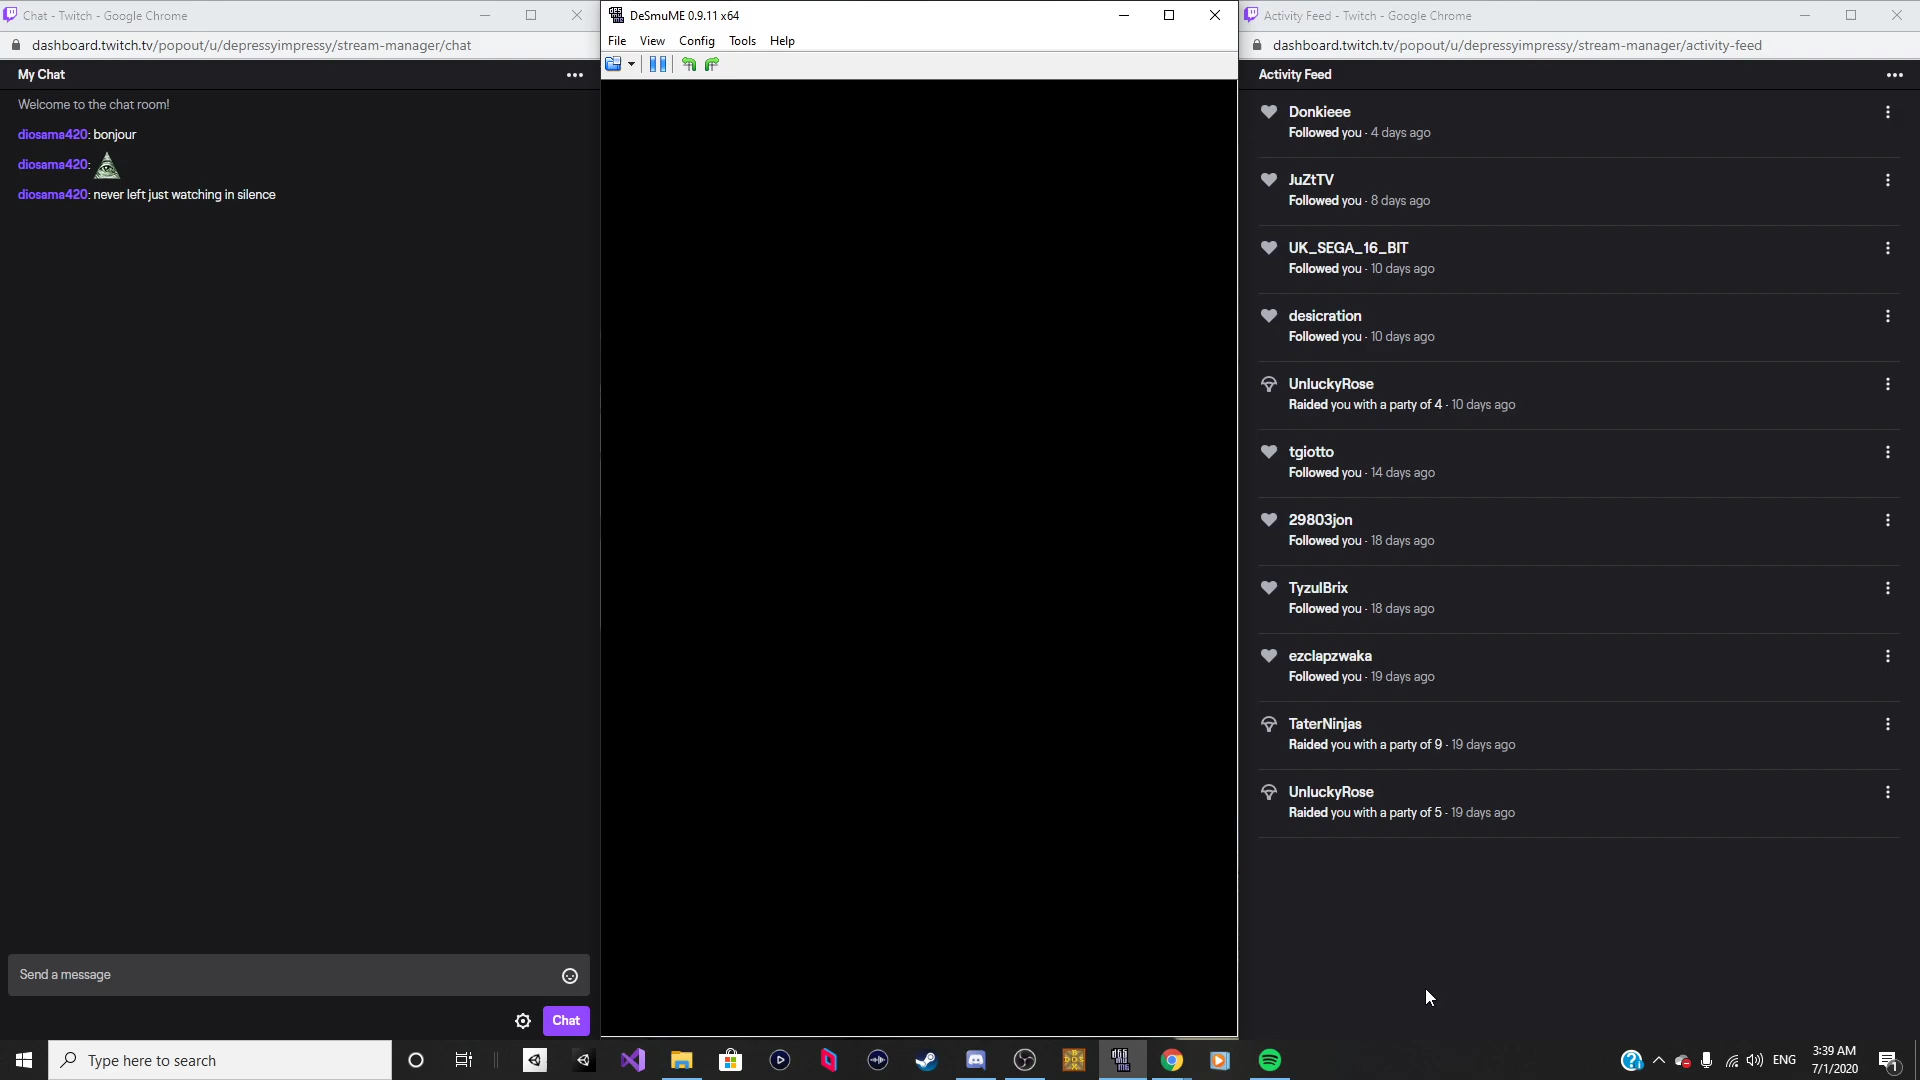 Chat - Twitch - Google Chrome
dashboard.twitch.tv/popout/u/depressyimpressy/stream-manager/chat
My Chat
Welcome to the chat room!
diosama420: bonjour
diosama420:
diosama420: never left just watching in silence
Send a message
Chat
DeSmuME 0.9.11 x64
File View Config Tools Help
Activity Feed - Twitch - Google Chrome
dashboard.twitch.tv/popout/u/depressyimpressy/stream-manager/activity-feed
Activity Feed
Donkieee
Followed you · 4 days ago
JuZtTV
Followed you · 8 days ago
UK_SEGA_16_BIT
Followed you · 10 days ago
desicration
Followed you · 10 days ago
UnluckyRose
Raided you with a party of 4 · 10 days ago
tgiotto
Followed you · 14 days ago
29803jon
Followed you · 18 days ago
TyzulBrix
Followed you · 18 days ago
ezclapzwaka
Followed you · 19 days ago
TaterNinjas
Raided you with a party of 9 · 19 days ago
UnluckyRose
Raided you with a party of 5 · 19 days ago
Type here to search
ENG
3:39 AM
7/1/2020
1